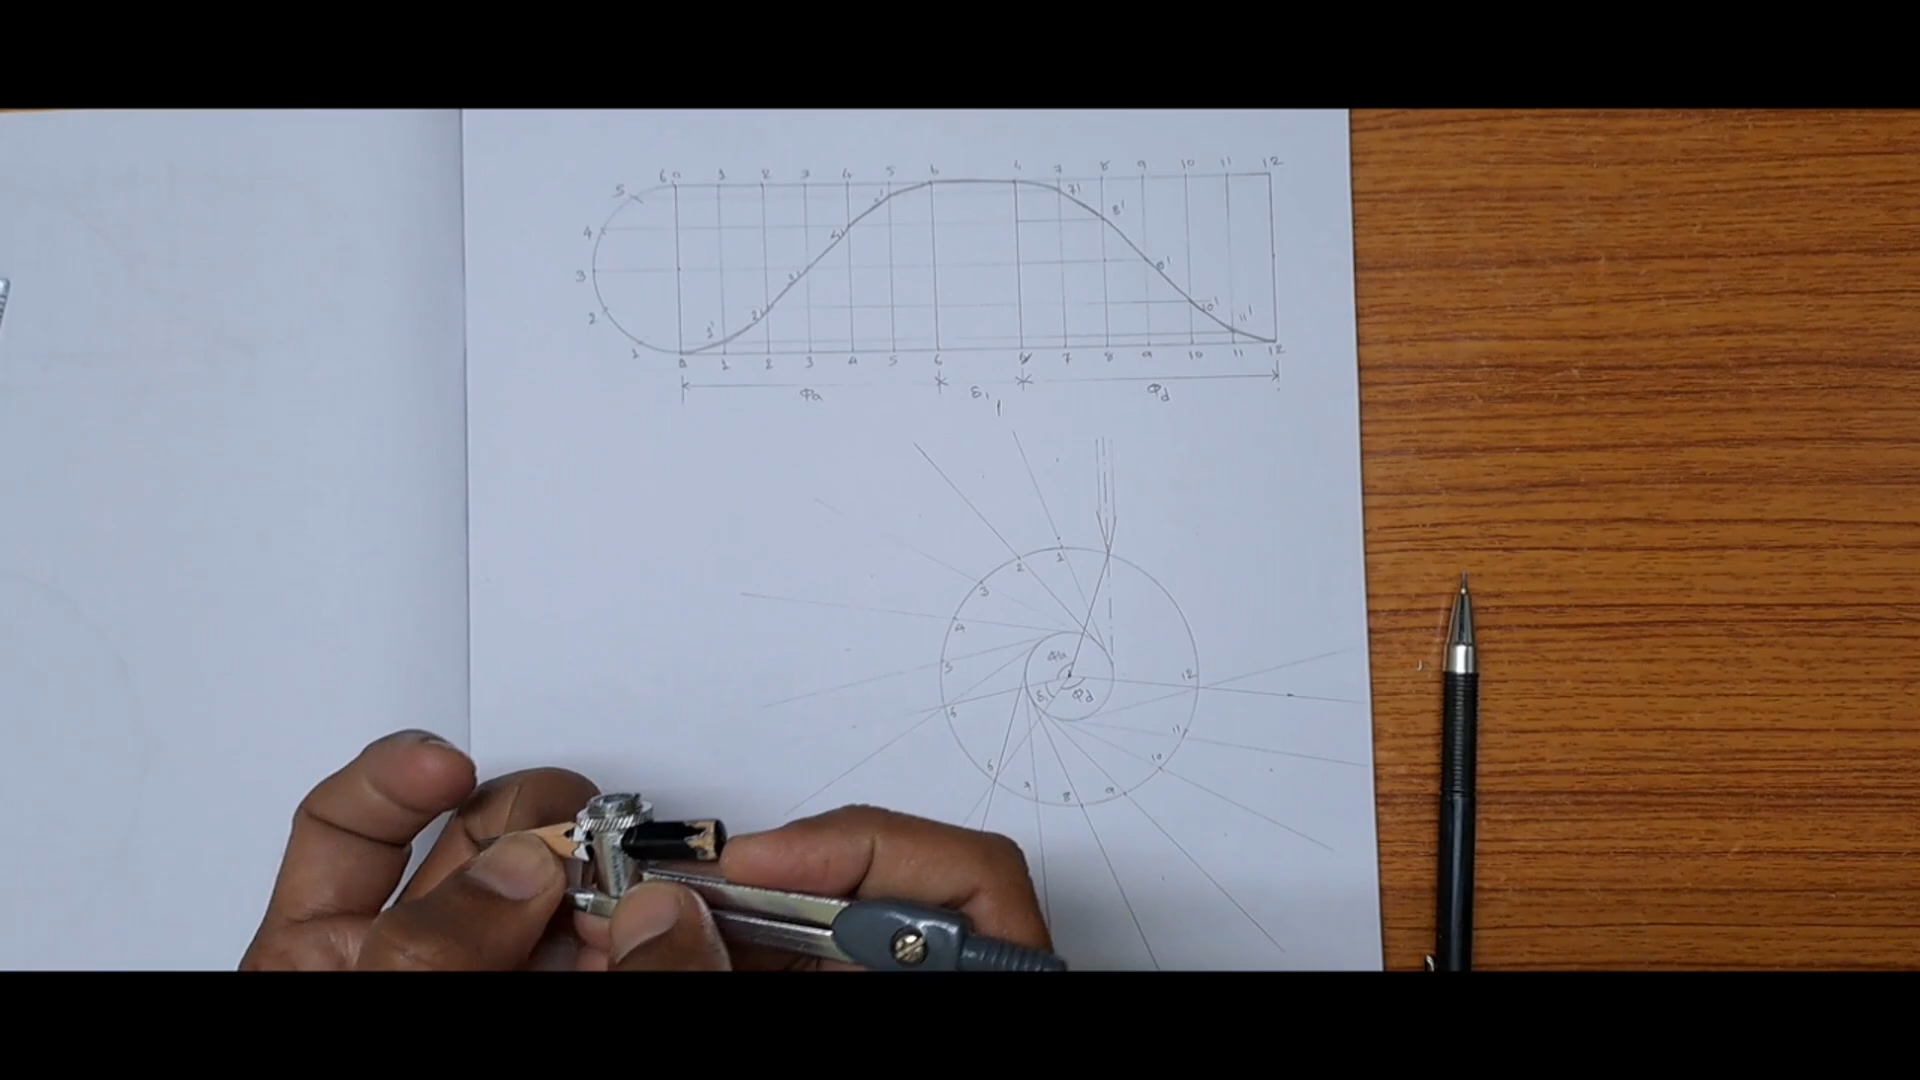 6 0 1 2 3 4 5 6 6 7 8 9 10 11 12
5
5' 7'
8'
4 4'
3 3' 9'
2 2' 10'
1' 11'
1
0 1 2 3 4 5 6 6 7 8 9 10 11 12
Φa δ₁ Φd
1
2
3
4
5 Φa
δ₁ Φd 12
6
11
6 7 8 9 10